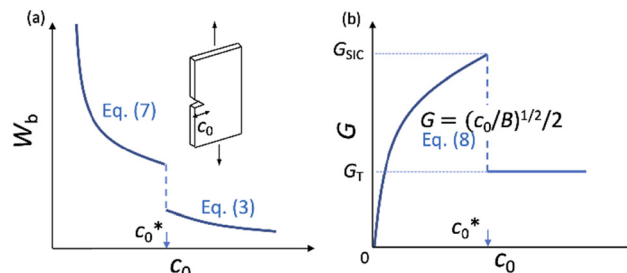 (a)
W_b
Eq. (7)
c_0
Eq. (3)
c_0*
c_0
(b)
G_SIC
G = (c_0/B)^1/2/2
Eq. (8)
G
G_T
c_0*
0
c_0